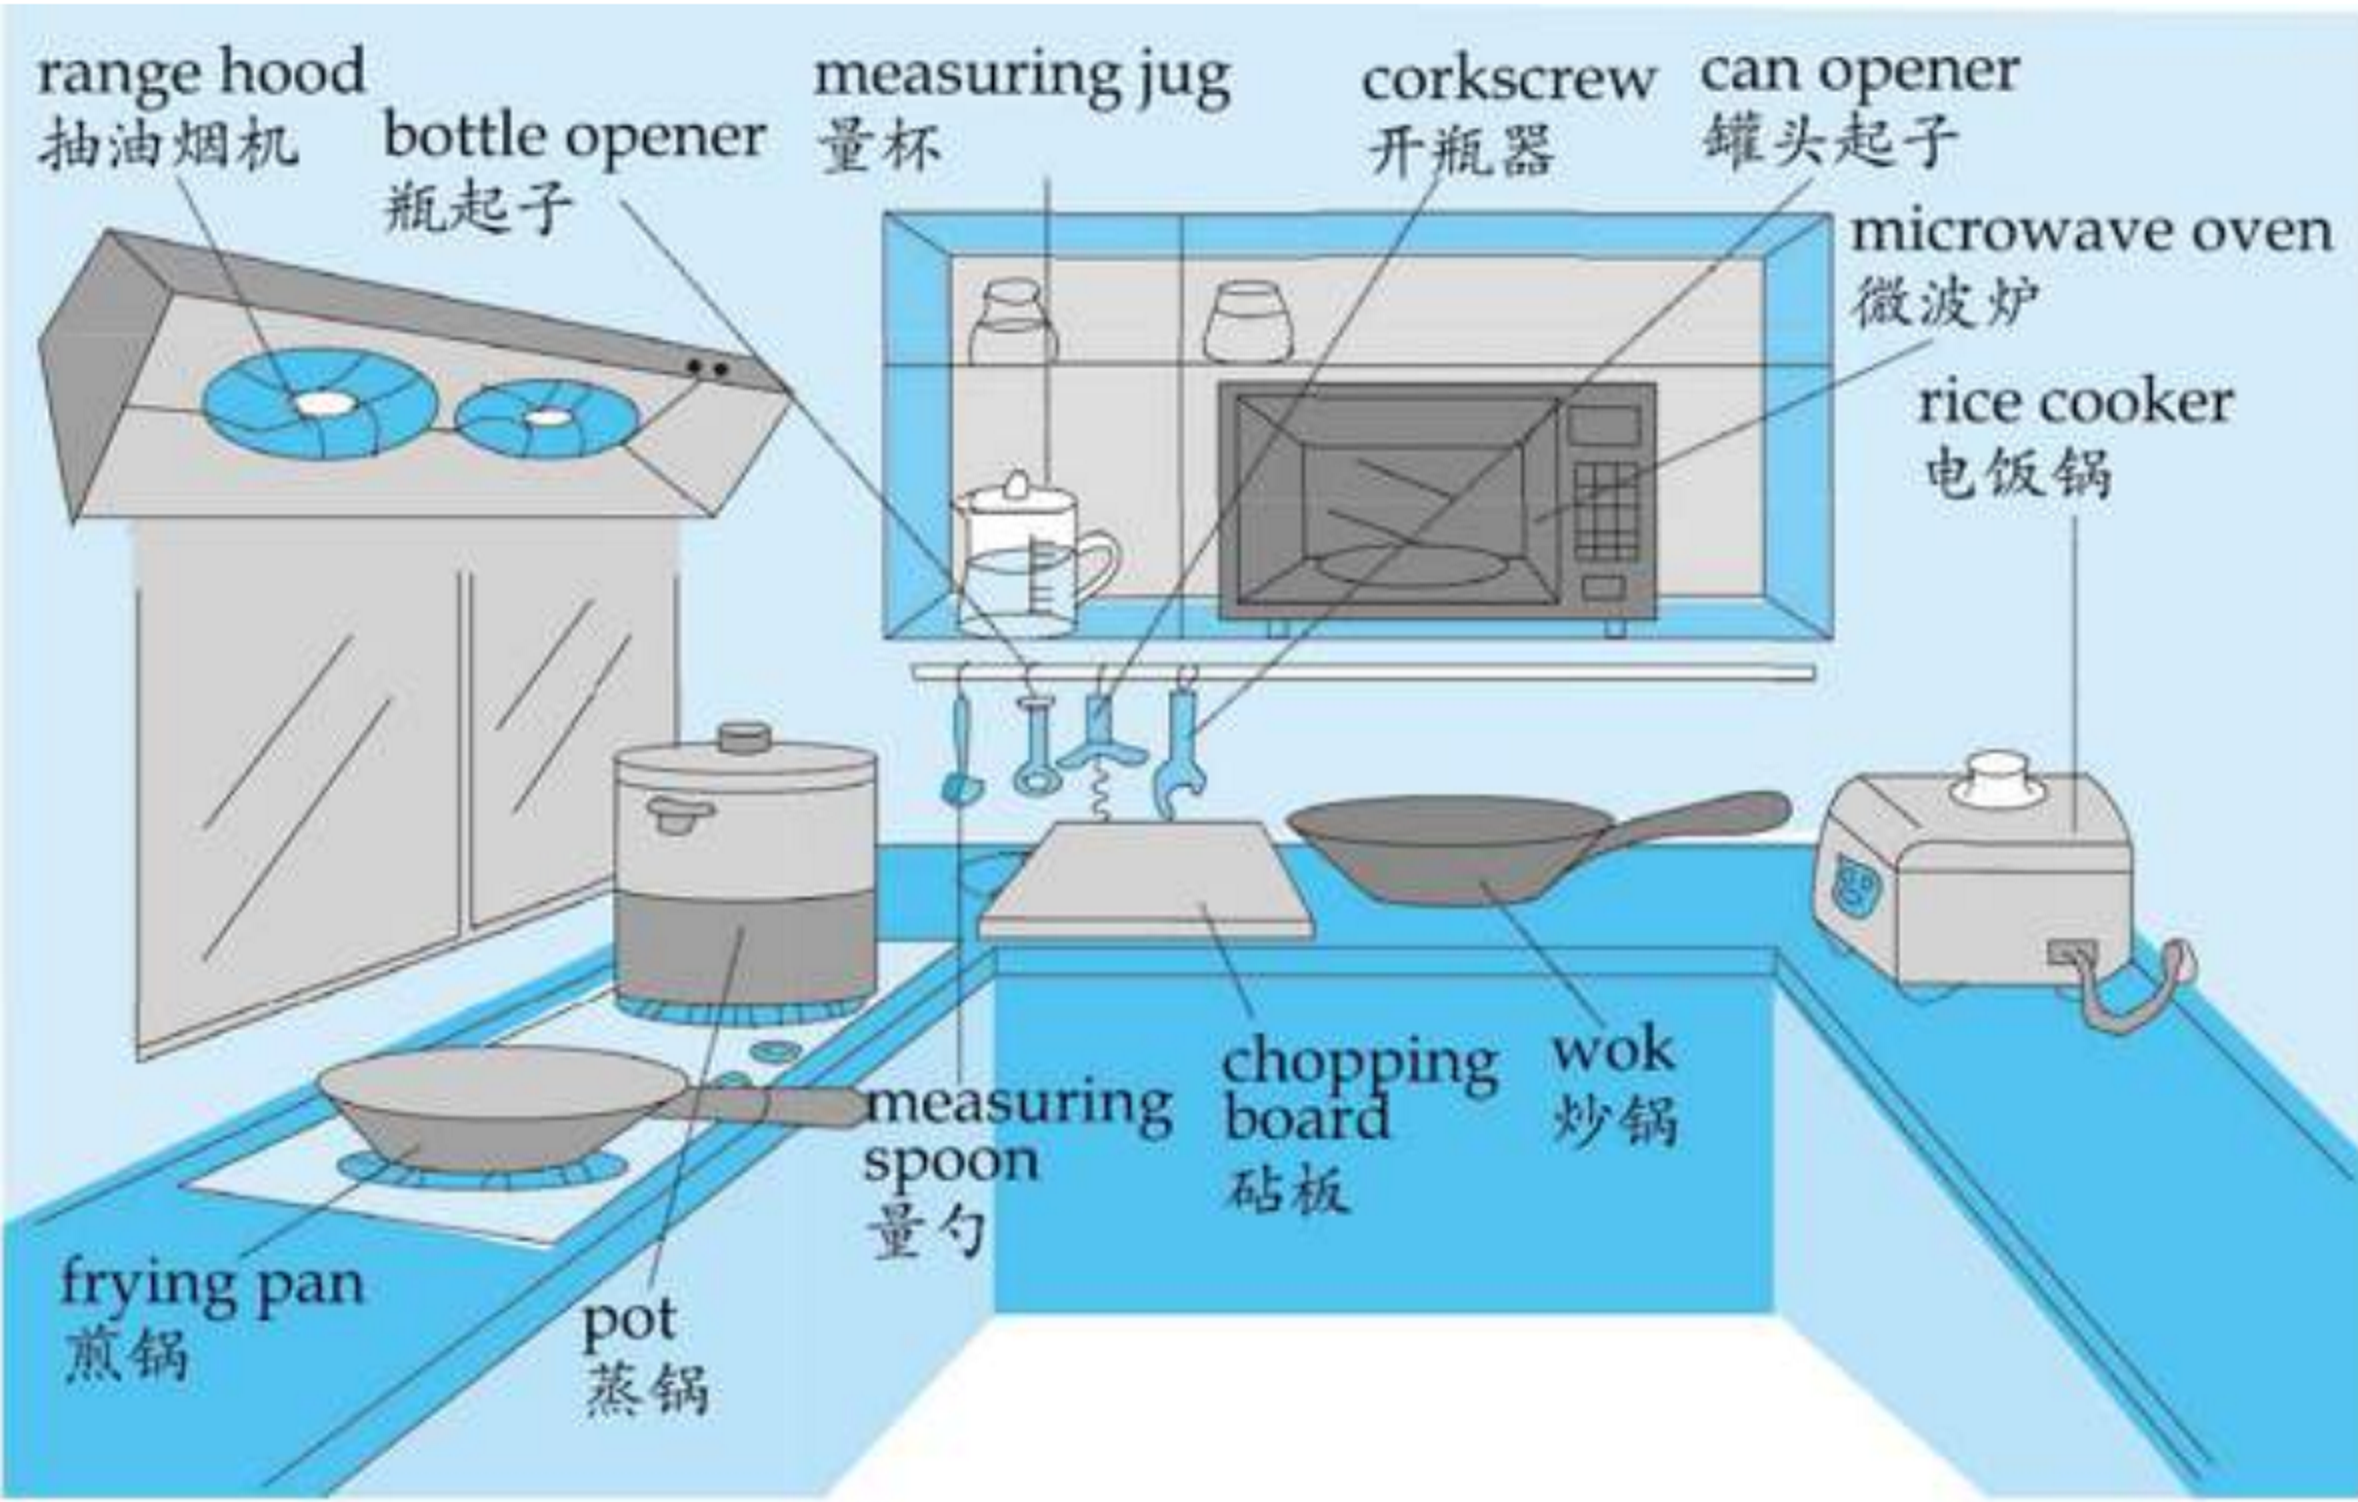 range hood
抽油烟机
bottle opener
瓶起子
measuring jug
量杯
corkscrew
开瓶器
can opener
罐头起子
microwave oven
微波炉
rice cooker
电饭锅
measuring
spoon
量勺
chopping
board
砧板
wok
炒锅
frying pan
煎锅
pot
蒸锅